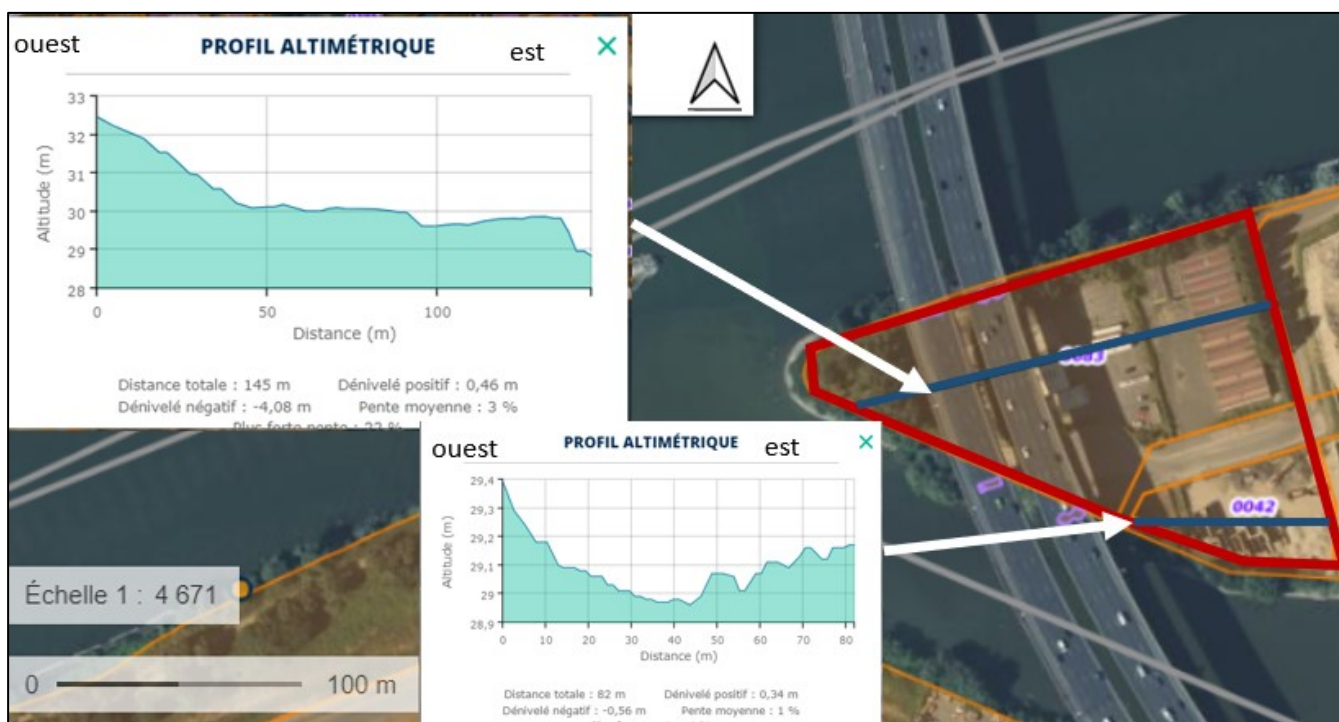 ouest
PROFIL ALTIMÉTRIQUE
est
33
32
31
30
29
28
Altitude (m)
0
50
100
Distance (m)
Distance totale : 145 m Dénivelé positif : 0,46 m
Dénivelé négatif : -4,08 m Pente moyenne : 3 %
Plus forte pente : 22 %
0042
ouest
PROFIL ALTIMÉTRIQUE
est
29,4
29,3
29,2
29,1
29
28,9
Altitude (m)
0 10 20 30 40 50 60 70 80
Distance (m)
Distance totale : 82 m Dénivelé positif : 0,34 m
Dénivelé négatif : -0,56 m Pente moyenne : 1 %
Échelle 1 : 4 671
0 100 m